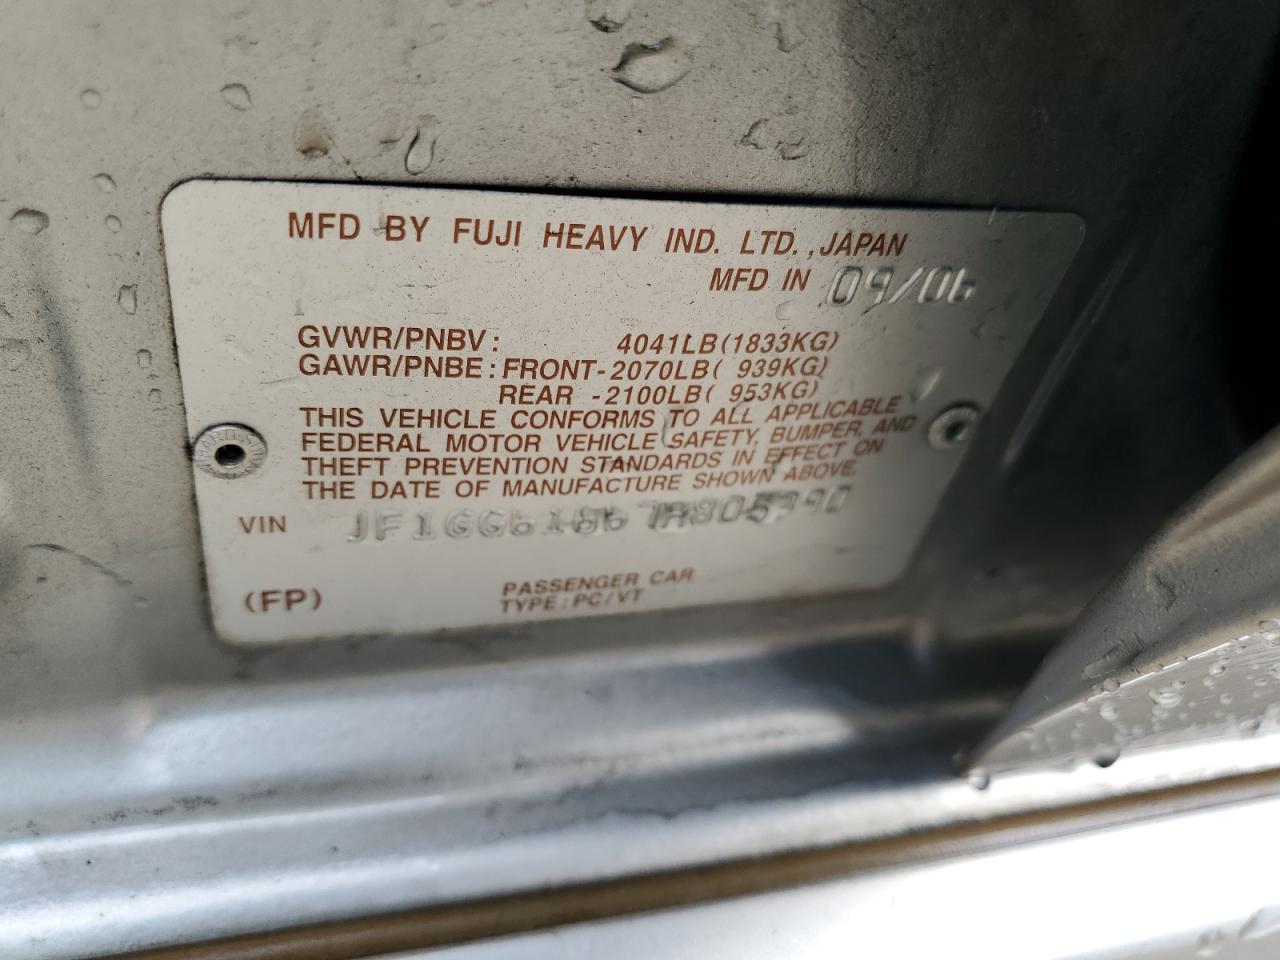 MFD BY FUJI HEAVY IND. LTD.,JAPAN
MFD IN 09/06
GVWR/PNBV: 4041LB(1833KG)
GAWR/PNBE:FRONT-2070LB( 939KG)
REAR -2100LB( 953KG)
THIS VEHICLE CONFORMS TO ALL APPLICABLE
FEDERAL MOTOR VEHICLE SAFETY, BUMPER, AND
THEFT PREVENTION STANDARDS IN EFFECT ON
THE DATE OF MANUFACTURE SHOWN ABOVE.
VIN
(FP)
PASSENGER CAR
TYPE:PC/VT